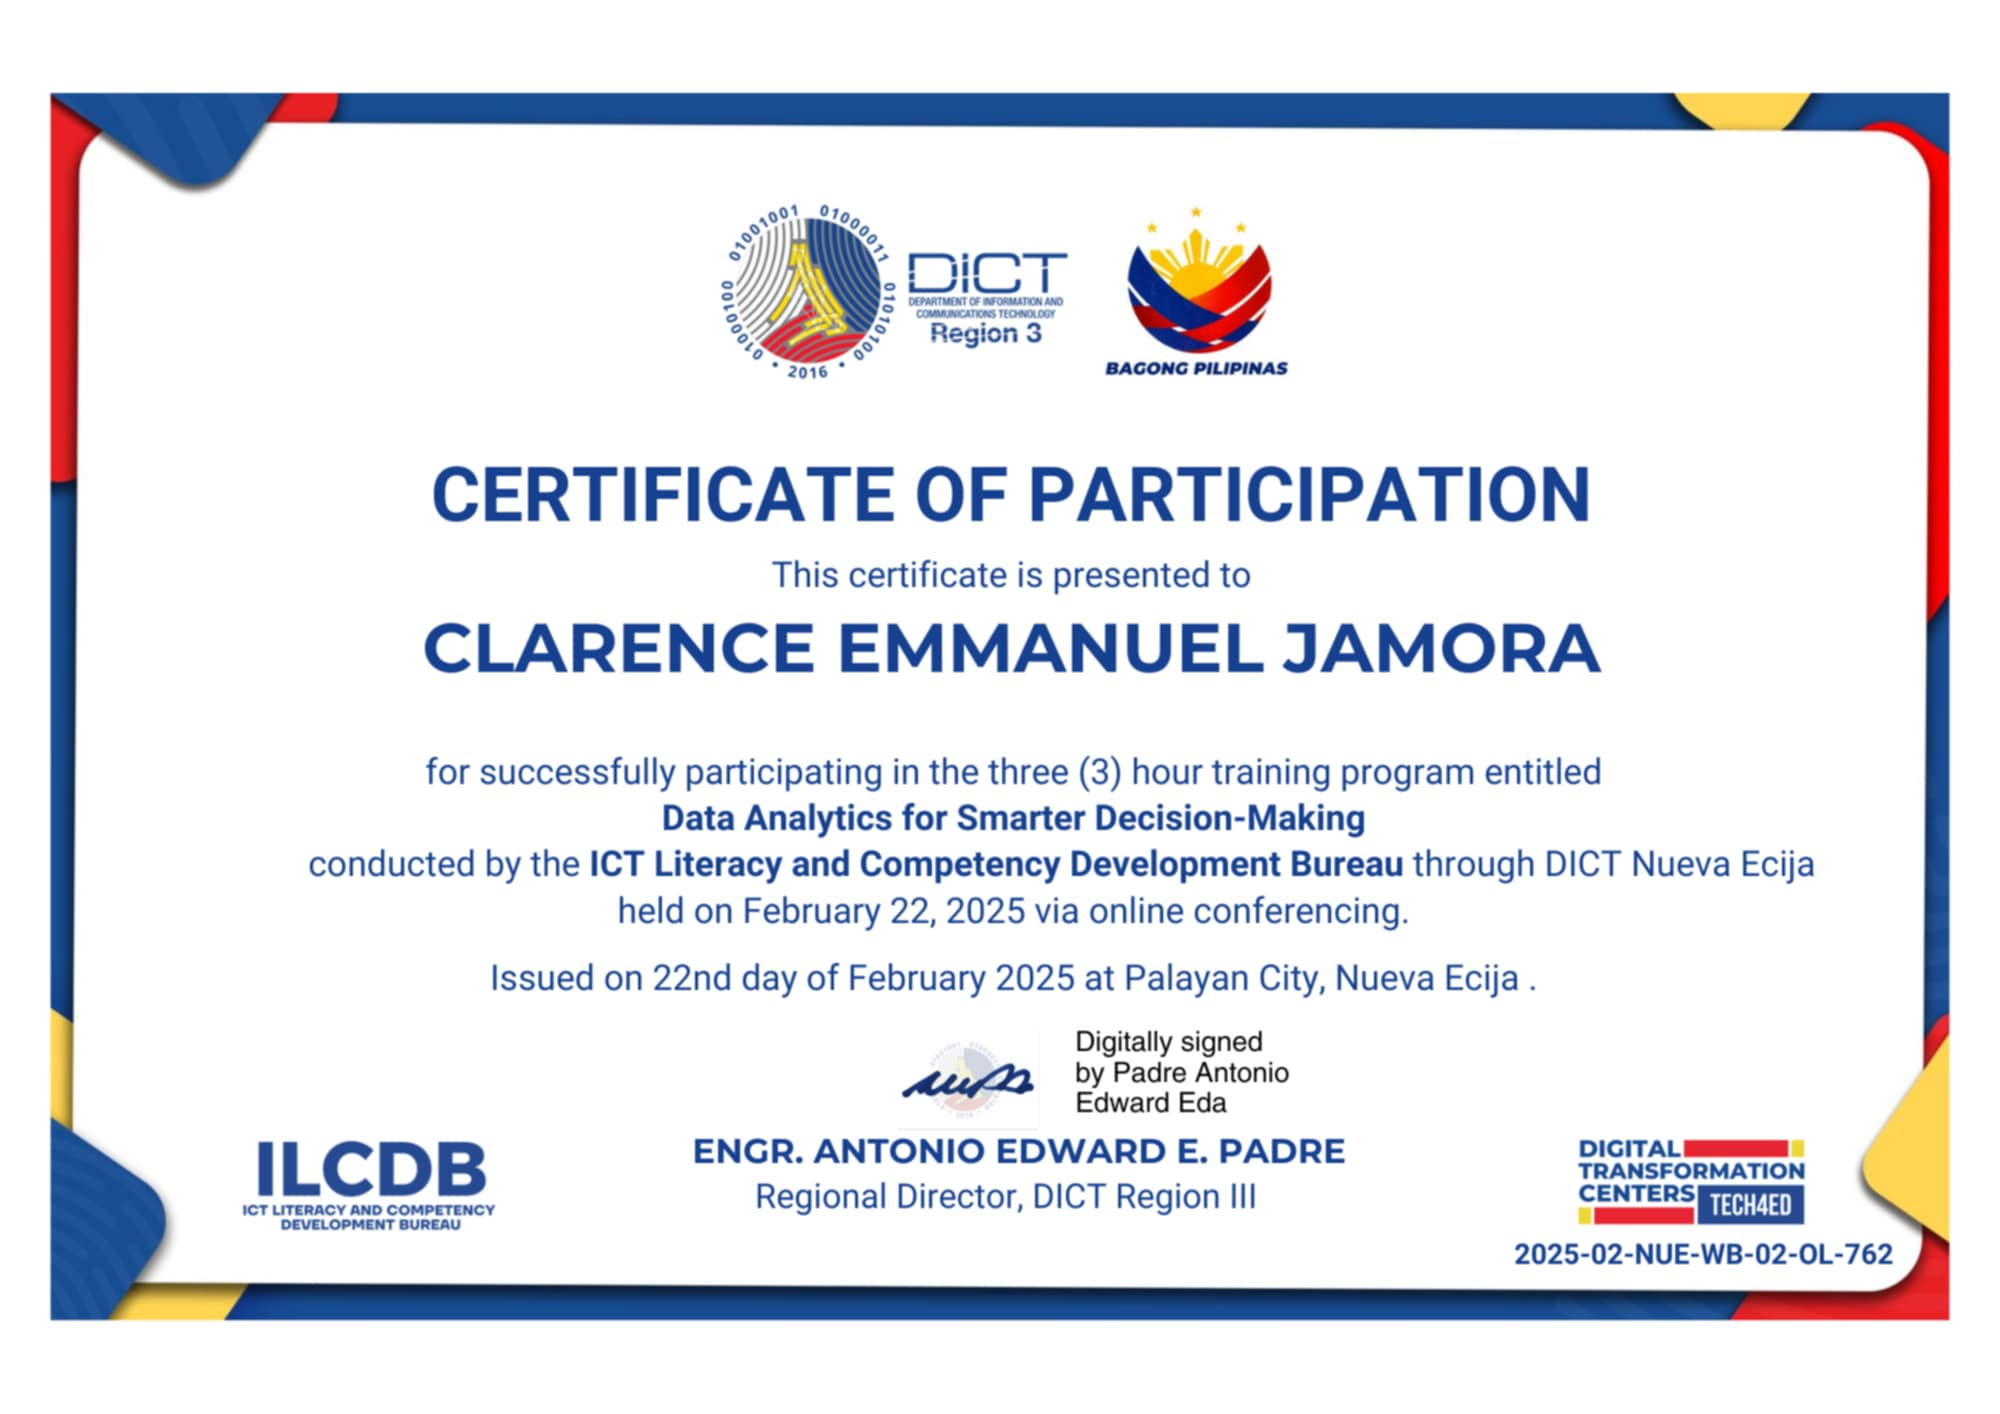 01000100 01001001 01000011 01010100
• 2016 •
DICT
DEPARTMENT OF INFORMATION AND
COMMUNICATIONS TECHNOLOGY
Region 3
BAGONG PILIPINAS
CERTIFICATE OF PARTICIPATION
This certificate is presented to
CLARENCE EMMANUEL JAMORA
for successfully participating in the three (3) hour training program entitled
Data Analytics for Smarter Decision-Making
conducted by the ICT Literacy and Competency Development Bureau through DICT Nueva Ecija
held on February 22, 2025 via online conferencing.
Issued on 22nd day of February 2025 at Palayan City, Nueva Ecija .
Digitally signed
by Padre Antonio
Edward Eda
ENGR. ANTONIO EDWARD E. PADRE
Regional Director, DICT Region III
ILCDB
ICT LITERACY AND COMPETENCY
DEVELOPMENT BUREAU
DIGITAL
TRANSFORMATION
CENTERS
TECH4ED
2025-02-NUE-WB-02-OL-762